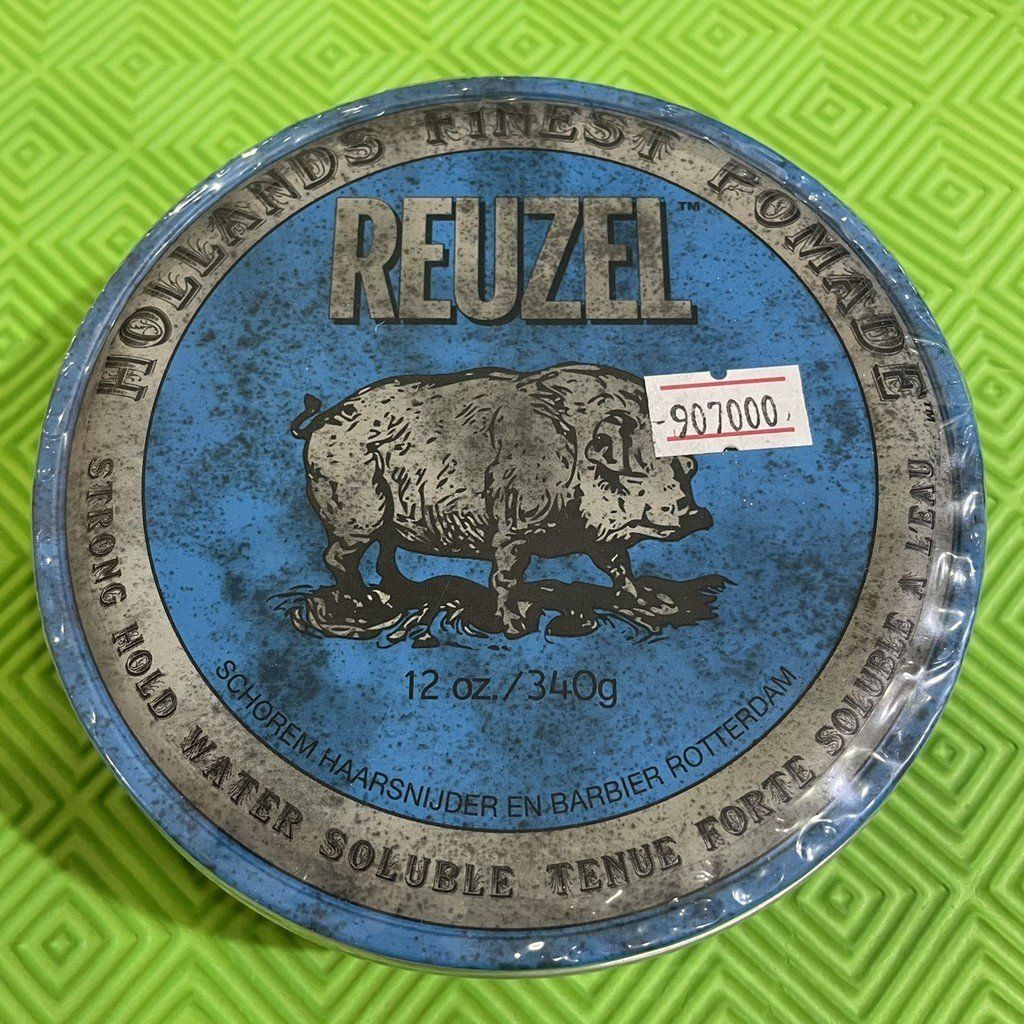 HOLLANDS FINEST POMADE
REUZEL™
907000
12 oz./340g
SCHOREM HAARSNIJDER EN BARBIER ROTTERDAM
STRONG HOLD WATER SOLUBLE TENUE FORTE SOLUBLE A L'EAU